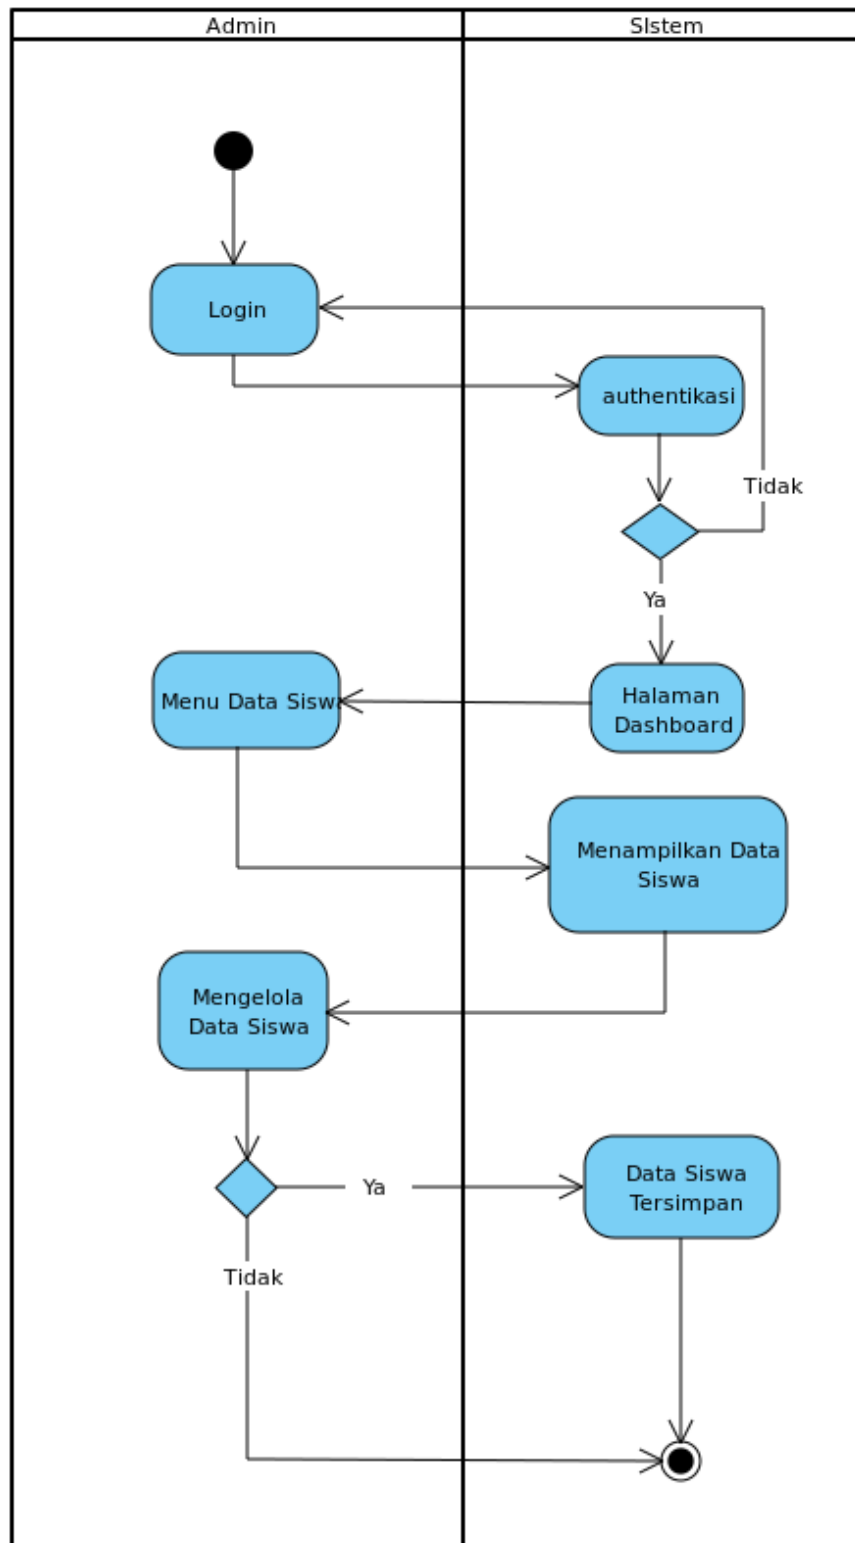 Admin
SIstem
Login
authentikasi
Tidak
Ya
Halaman
Dashboard
Menu Data Siswa
Menampilkan Data
Siswa
Mengelola
Data Siswa
Ya
Data Siswa
Tersimpan
Tidak